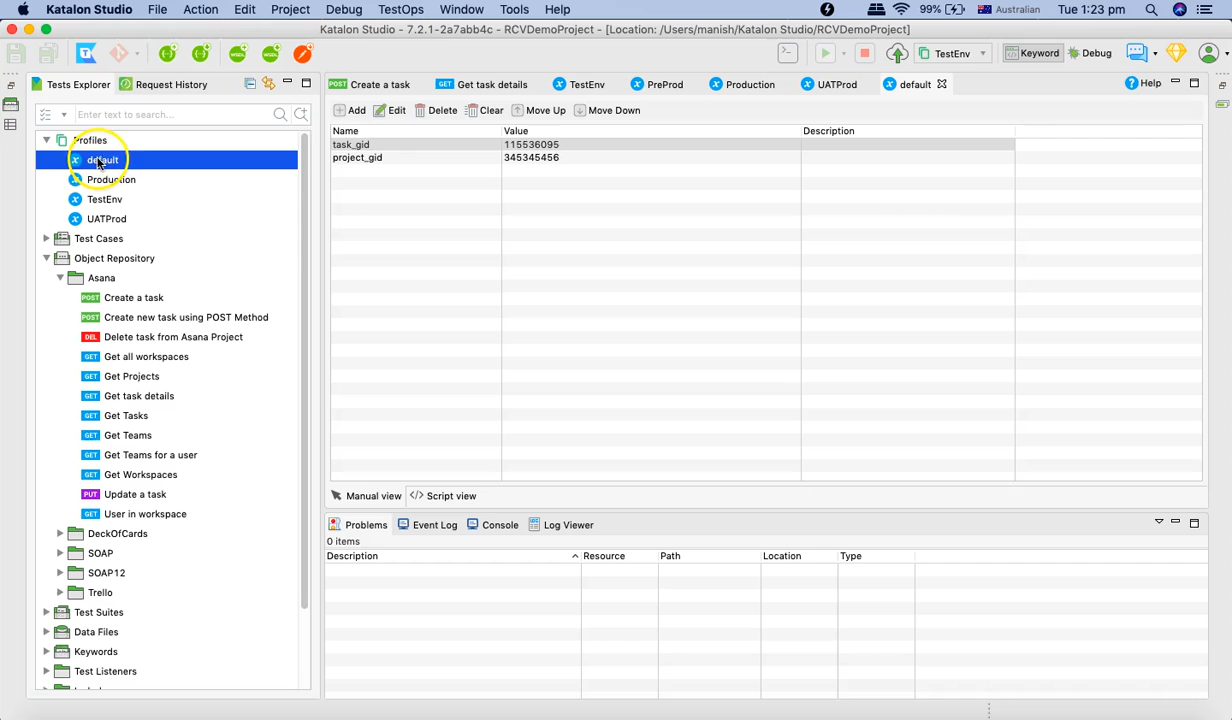 Katalon Studio File Action Edit Project Debug TestOps Window Tools Help 99% Australian Tue 1:23 pm
Katalon Studio - 7.2.1-2a7abb4c - RCVDemoProject - [Location: /Users/manish/Katalon Studio/RCVDemoProject]
TestEnv Keyword Debug
Tests Explorer Request History
Create a task Get task details TestEnv PreProd Production UATProd default Help
Enter text to search...
Add Edit Delete Clear Move Up Move Down
Name Value Description
task_gid 115536095
project_gid 345345456
Profiles
default
Production
TestEnv
UATProd
Test Cases
Object Repository
Asana
POST Create a task
POST Create new task using POST Method
DEL Delete task from Asana Project
GET Get all workspaces
GET Get Projects
GET Get task details
GET Get Tasks
GET Get Teams
GET Get Teams for a user
GET Get Workspaces
PUT Update a task
GET User in workspace
DeckOfCards
SOAP
SOAP12
Trello
Test Suites
Data Files
Keywords
Test Listeners
Manual view Script view
Problems Event Log Console Log Viewer
0 items
Description Resource Path Location Type